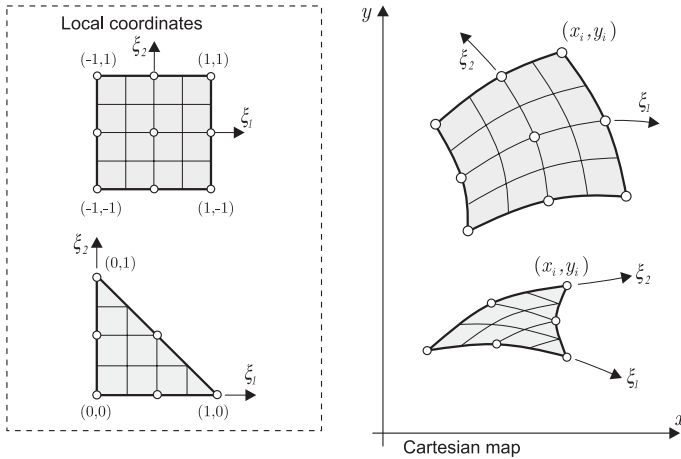 Local coordinates
ξ₂
(-1,1)
(1,1)
ξ₁
(-1,-1)
(1,-1)
ξ₂
(0,1)
ξ₁
(0,0)
(1,0)
y
(xᵢ,yᵢ)
ξ₂
ξ₁
(xᵢ,yᵢ)
ξ₂
ξ₁
x
Cartesian map